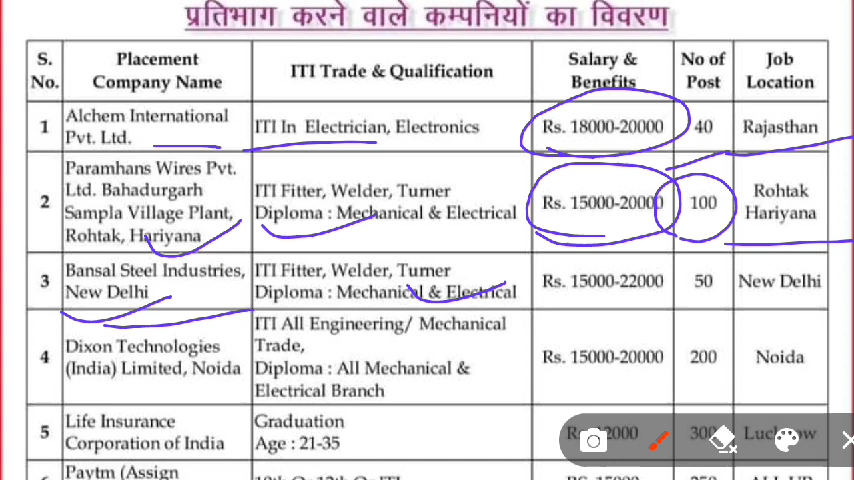 प्रतिभाग करने वाले कम्पनियों का विवरण
S. No. Placement Company Name ITI Trade & Qualification Salary & Benefits No of Post Job Location
1 Alchem International Pvt. Ltd. ITI In Electrician, Electronics Rs. 18000-20000 40 Rajasthan
2 Paramhans Wires Pvt. Ltd. Bahadurgarh Sampla Village Plant, Rohtak, Hariyana ITI Fitter, Welder, Turner Diploma : Mechanical & Electrical Rs. 15000-20000 100 Rohtak Hariyana
3 Bansal Steel Industries, New Delhi ITI Fitter, Welder, Turner Diploma : Mechanical & Electrical Rs. 15000-22000 50 New Delhi
4 Dixon Technologies (India) Limited, Noida ITI All Engineering/ Mechanical Trade, Diploma : All Mechanical & Electrical Branch Rs. 15000-20000 200 Noida
5 Life Insurance Corporation of India Graduation Age : 21-35 300
Paytm (Assign